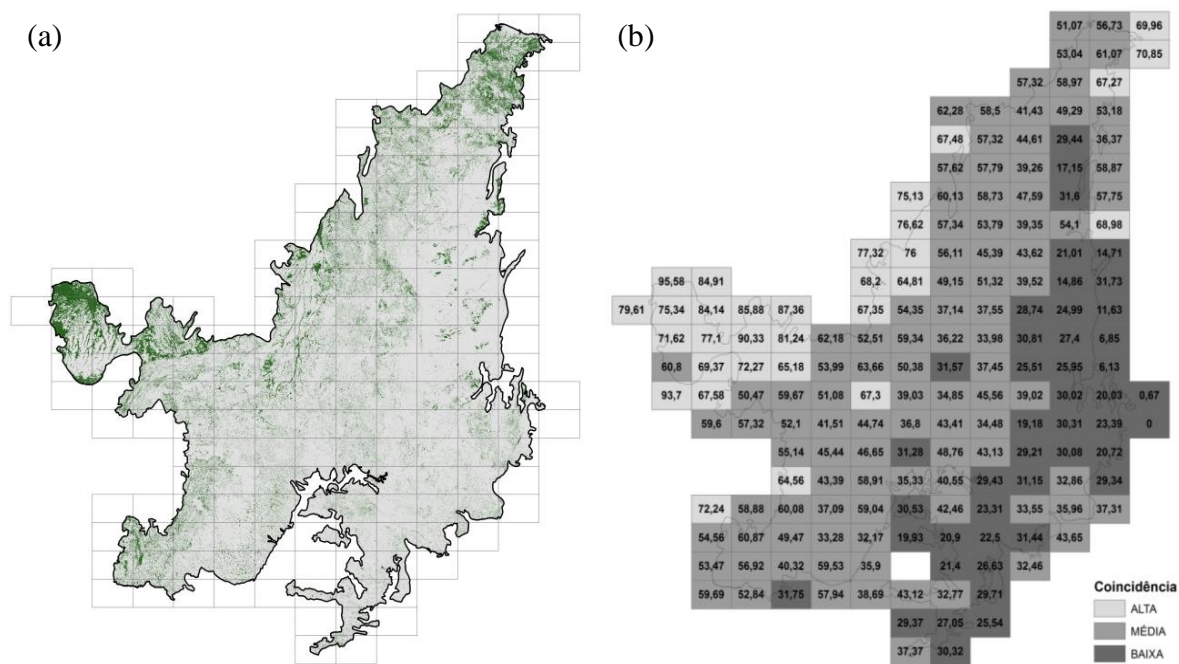 (a)
(b)
51,07 56,73 69,96
53,04 61,07 70,85
57,32 58,97 67,27
62,28 58,5 41,43 49,29 53,18
67,48 57,32 44,61 29,44 36,37
57,62 57,79 39,26 17,15 58,87
75,13 60,13 58,73 47,59 31,6 57,75
76,62 57,34 53,79 39,35 54,1 68,98
77,32 76 56,11 45,39 43,62 21,01 14,71
95,58 84,91 68,2 64,81 49,15 51,32 39,52 14,86 31,73
79,61 75,34 84,14 85,88 87,36 67,35 54,35 37,14 37,55 28,74 24,99 11,63
71,62 77,1 90,33 81,24 62,18 52,51 59,34 36,22 33,98 30,81 27,4 6,85
60,8 69,37 72,27 65,18 53,99 63,66 50,38 31,57 37,45 25,51 25,95 6,13
93,7 67,58 50,47 59,67 51,08 67,3 39,03 34,85 45,56 39,02 30,02 20,03 0,67
59,6 57,32 52,1 41,51 44,74 36,8 43,41 34,48 19,18 30,31 23,39 0
55,14 45,44 46,65 31,28 48,76 43,13 29,21 30,08 20,72
64,56 43,39 58,91 35,33 40,55 29,43 31,15 32,86 29,34
72,24 58,88 60,08 37,09 59,04 30,53 42,46 23,31 33,55 35,96 37,31
54,56 60,87 49,47 33,28 32,17 19,93 20,9 22,5 31,44 43,65
53,47 56,92 40,32 59,53 35,9 21,4 26,63 32,46
59,69 52,84 31,75 57,94 38,69 43,12 32,77 29,71
29,37 27,05 25,54
37,37 30,32
Coincidência
ALTA
MÉDIA
BAIXA